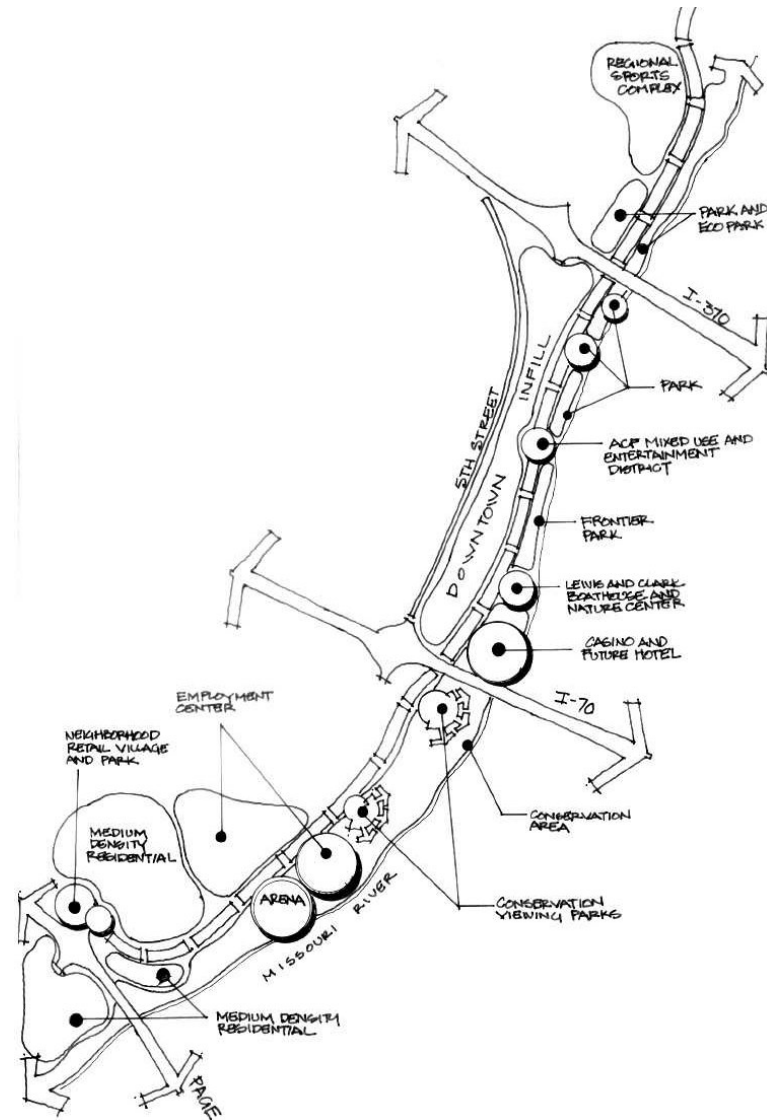 REGIONAL
SPORTS
COMPLEX
PARK AND
ECO PARK
I-370
PARK
5TH STREET
DOWNTOWN INFILL
ACF MIXED USE AND
ENTERTAINMENT
DISTRICT
FRONTIER
PARK
LEWIS AND CLARK
BOATHOUSE AND
NATURE CENTER
CASINO AND
FUTURE HOTEL
I-70
EMPLOYMENT
CENTER
NEIGHBORHOOD
RETAIL VILLAGE
AND PARK
MEDIUM
DENSITY
RESIDENTIAL
CONSERVATION
AREA
ARENA
CONSERVATION
VIEWING PARKS
MISSOURI RIVER
MEDIUM DENSITY
RESIDENTIAL
PAGE